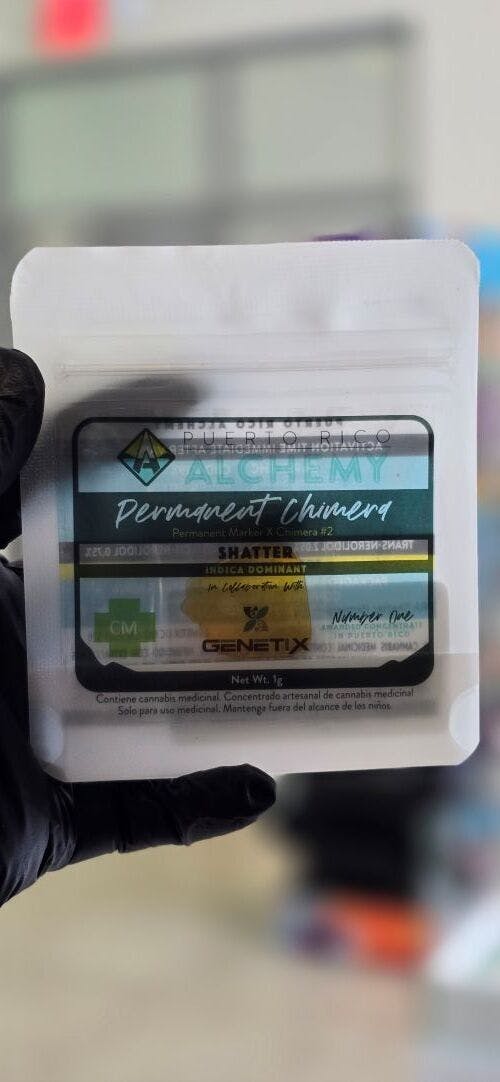 PUERTO RICO
ALCHEMY
Permanent Chimera
Permanent Marker X Chimera #2
SHATTER
INDICA DOMINANT
In Collaboration With
CM
GENETIX
Number One
AWARDED CONCENTRATE
IN PUERTO RICO
Net Wt. 1g
Contiene cannabis medicinal. Concentrado artesanal de cannabis medicinal
Solo para uso medicinal. Mantenga fuera del alcance de los niños.